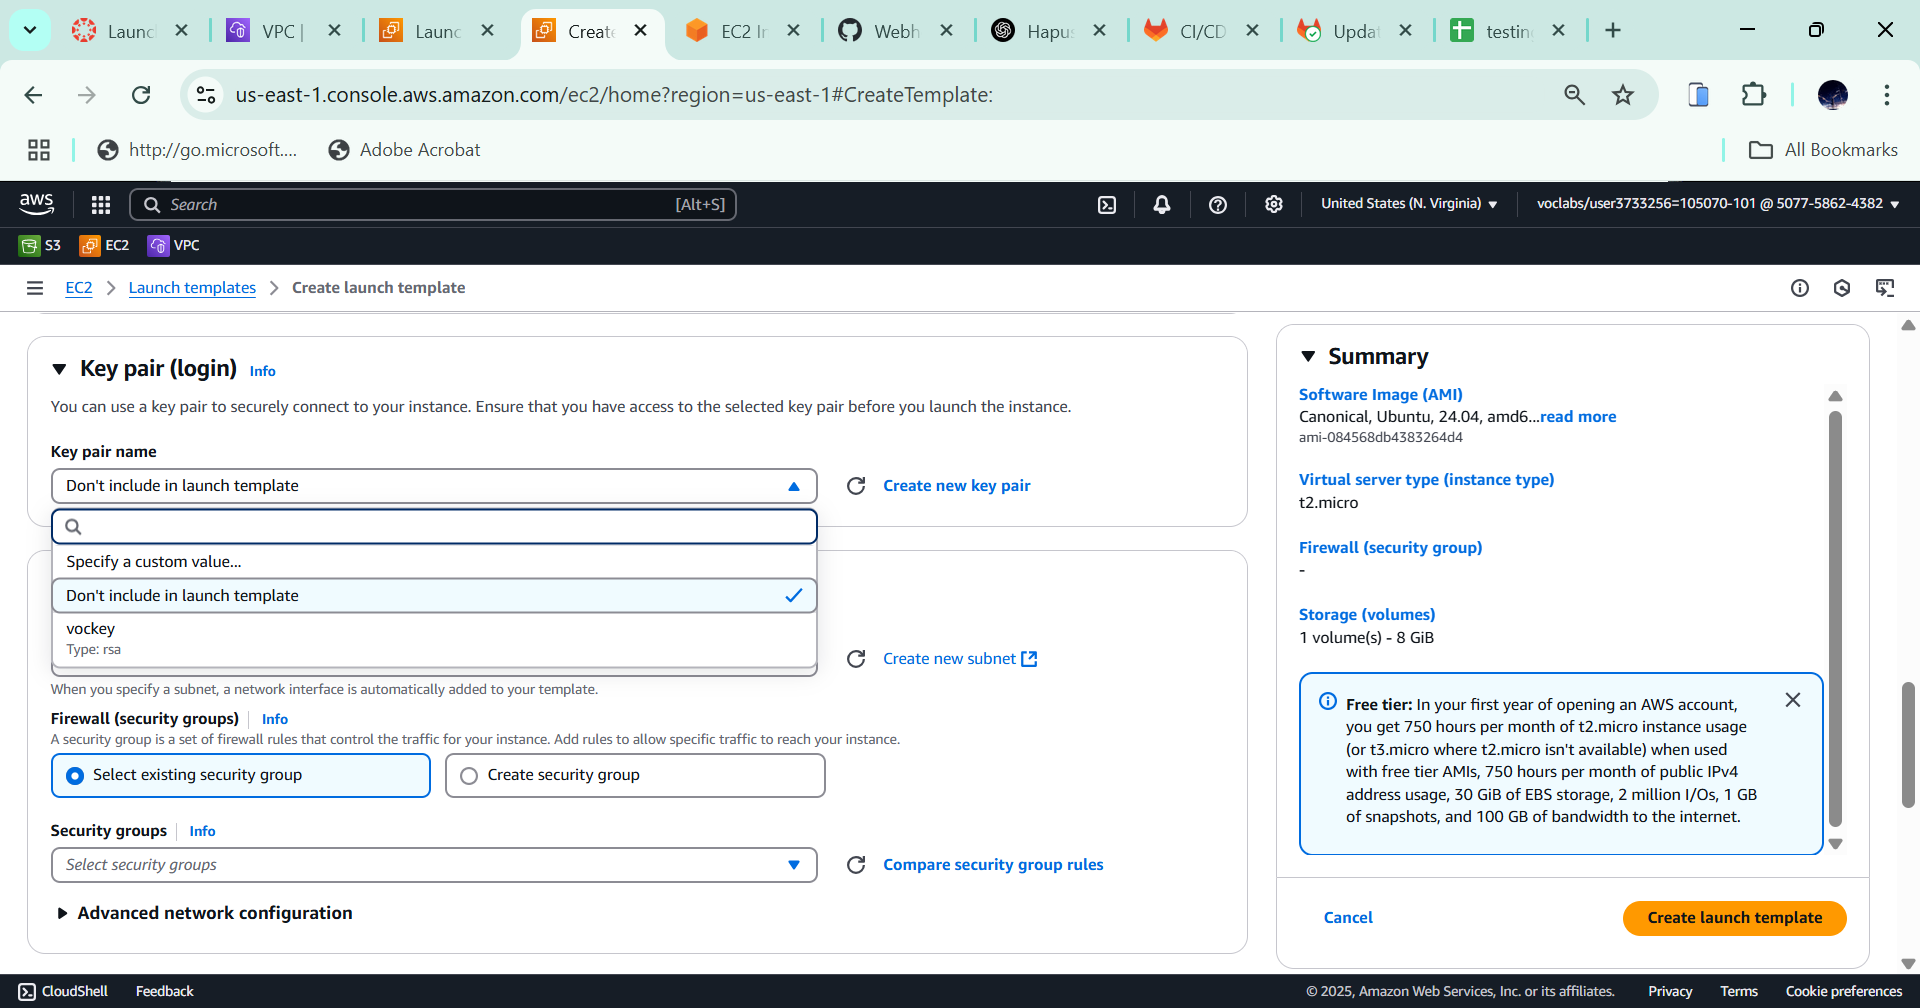 Launc
VPC |
Launc
Create
EC2 In
Webh
Hapus
CI/CD
Updat
testing
us-east-1.console.aws.amazon.com/ec2/home?region=us-east-1#CreateTemplate:
http://go.microsoft....
Adobe Acrobat
All Bookmarks
aws
Search
[Alt+S]
United States (N. Virginia)
voclabs/user3733256=105070-101 @ 5077-5862-4382
S3
EC2
VPC
EC2
Launch templates
Create launch template
Key pair (login)
Info
You can use a key pair to securely connect to your instance. Ensure that you have access to the selected key pair before you launch the instance.
Key pair name
Don't include in launch template
Create new key pair
Specify a custom value...
Don't include in launch template
vockey
Type: rsa
Create new subnet
When you specify a subnet, a network interface is automatically added to your template.
Firewall (security groups)
Info
A security group is a set of firewall rules that control the traffic for your instance. Add rules to allow specific traffic to reach your instance.
Select existing security group
Create security group
Security groups
Info
Select security groups
Compare security group rules
Advanced network configuration
Summary
Software Image (AMI)
Canonical, Ubuntu, 24.04, amd6...read more
ami-084568db4383264d4
Virtual server type (instance type)
t2.micro
Firewall (security group)
-
Storage (volumes)
1 volume(s) - 8 GiB
Free tier: In your first year of opening an AWS account,
you get 750 hours per month of t2.micro instance usage
(or t3.micro where t2.micro isn't available) when used
with free tier AMIs, 750 hours per month of public IPv4
address usage, 30 GiB of EBS storage, 2 million I/Os, 1 GB
of snapshots, and 100 GB of bandwidth to the internet.
Cancel
Create launch template
CloudShell
Feedback
© 2025, Amazon Web Services, Inc. or its affiliates.
Privacy
Terms
Cookie preferences